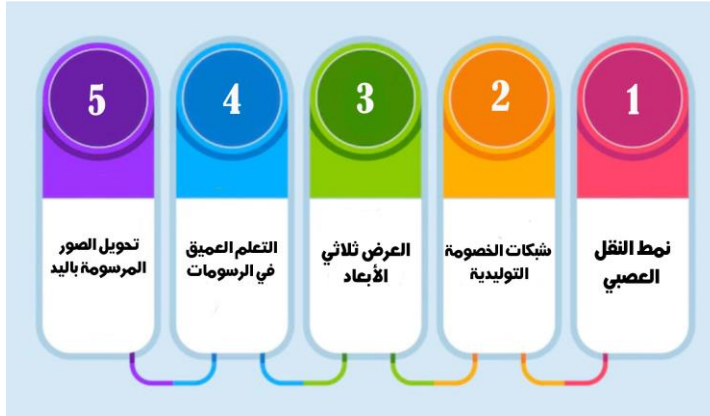 1
نمط النقل
العصبي
2
شبكات الخصومة
التوليدية
3
العرض ثلاثي
الأبعاد
4
التعلم العميق
في الرسومات
5
تحويل الصور
المرسومة باليد